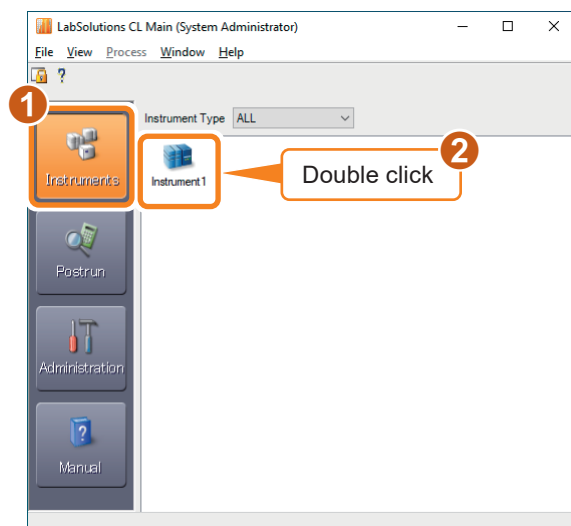 LabSolutions CL Main (System Administrator)
File View Process Window Help
?
1
Instrument Type ALL
2
Instruments
Instrument1
Double click
Postrun
Administration
?
Manual